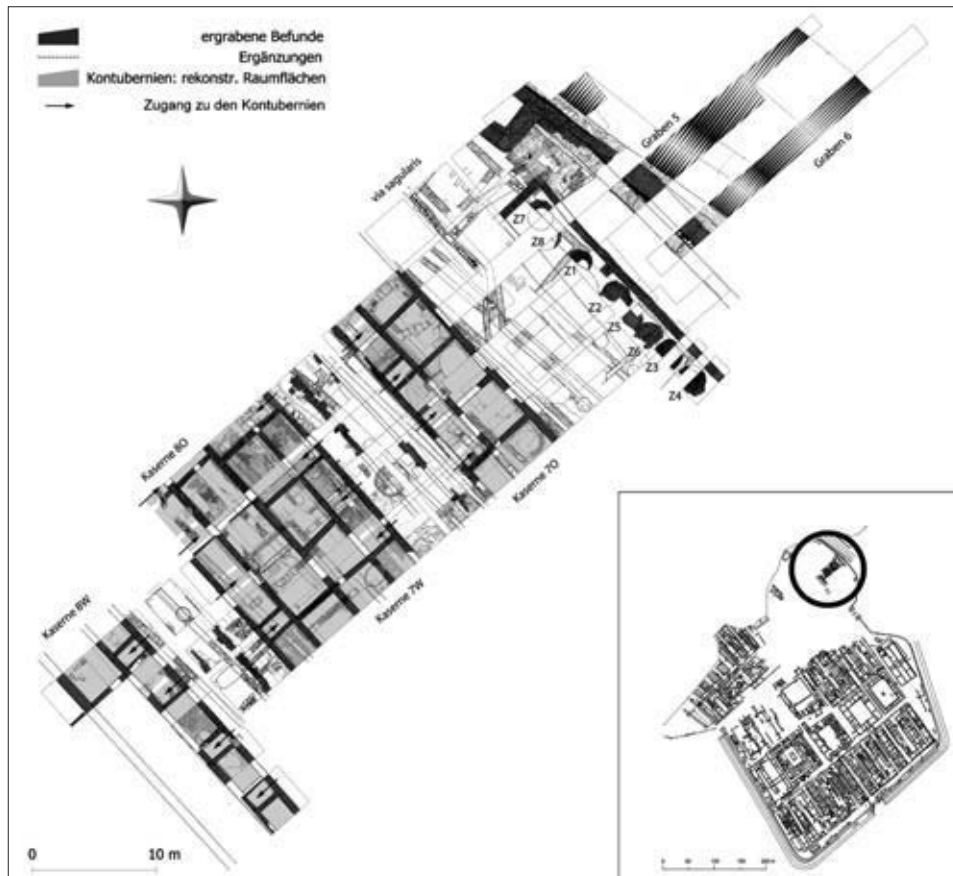 ergrabene Befunde
Ergänzungen
Kontubernien: rekonstr. Raumflächen
Zugang zu den Kontubernien
via sagularis
Graben 5
Graben 6
Z7
Z8
Z1
Z2
Z5
Z6
Z3
Z4
Kaserne 8O
Kaserne 7O
Kaserne 7W
Kaserne 8W
0 10 m